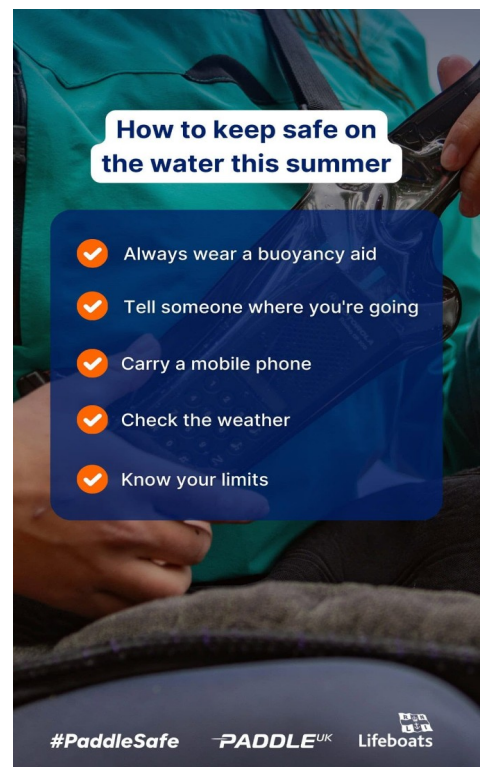 How to keep safe on
the water this summer
Always wear a buoyancy aid
Tell someone where you're going
Carry a mobile phone
Check the weather
Know your limits
#PaddleSafe
PADDLE UK
RNLI
Lifeboats